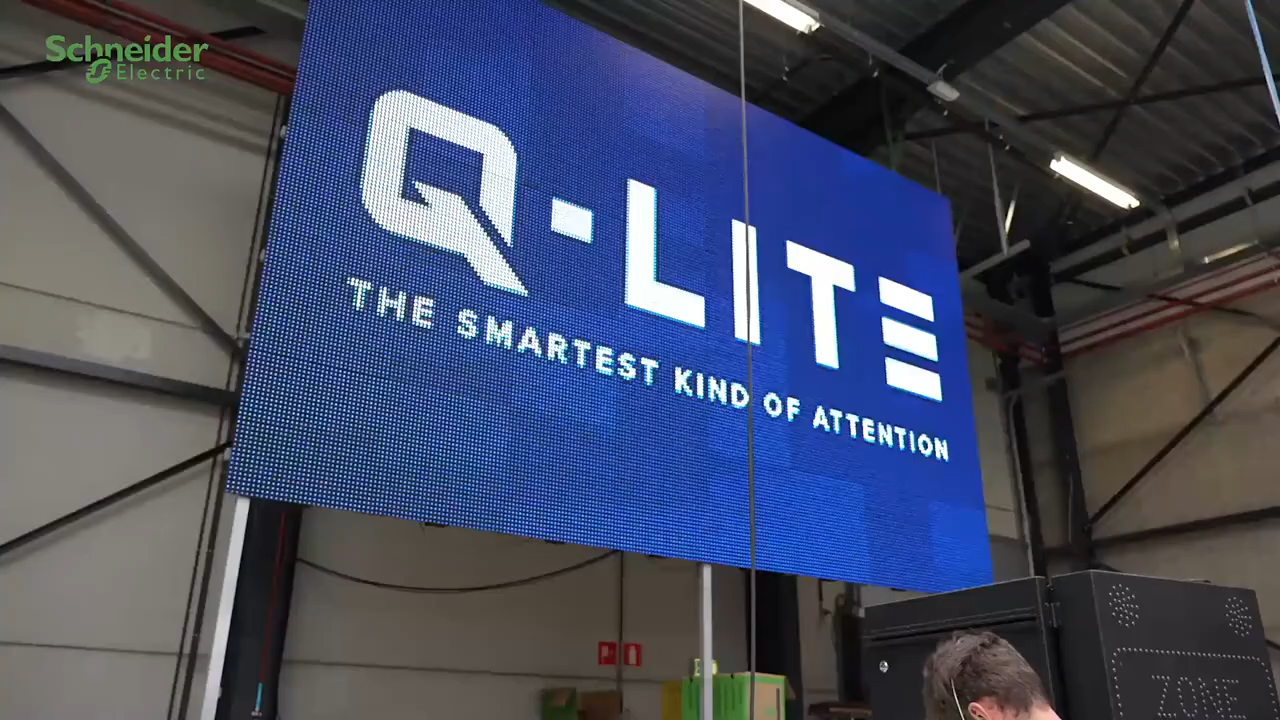 Schneider
Electric
Q-LITE
THE SMARTEST KIND OF ATTENTION
ZONE